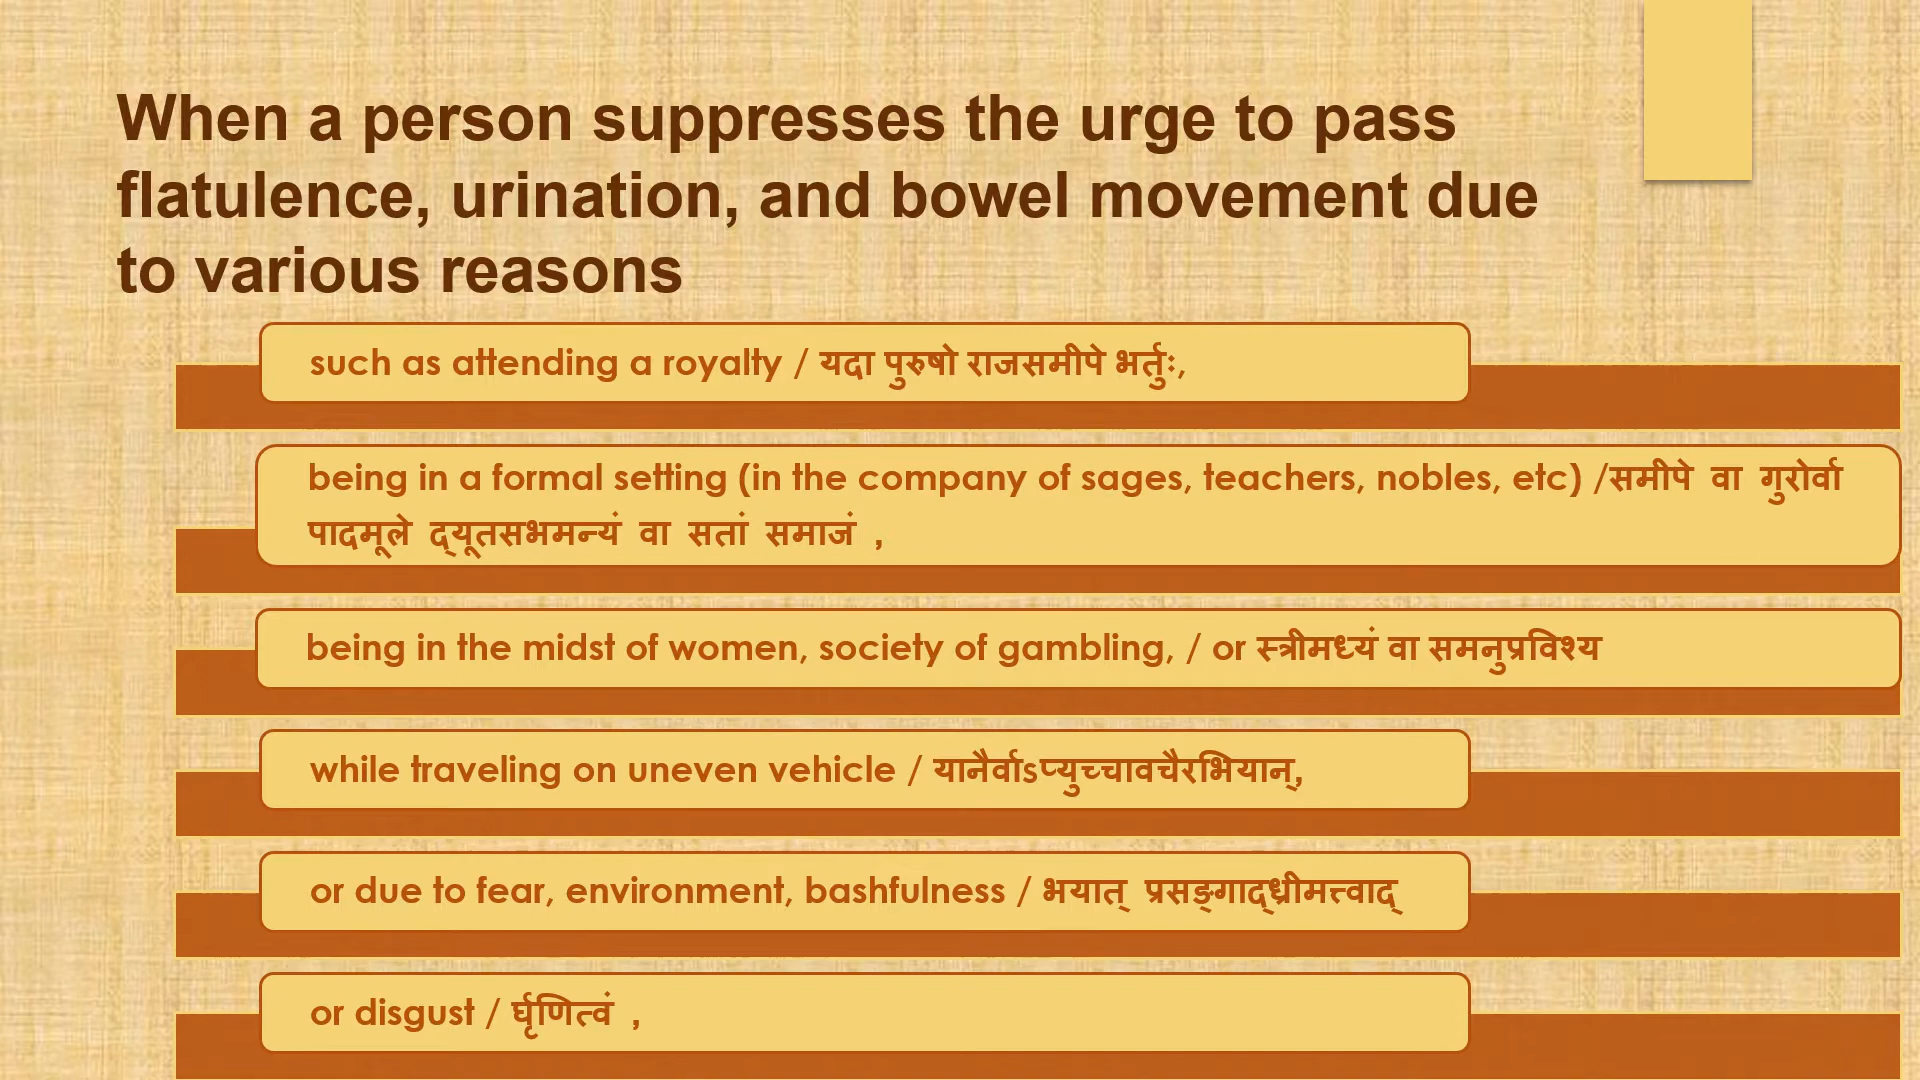 When a person suppresses the urge to pass
flatulence, urination, and bowel movement due
to various reasons
such as attending a royalty / यदा पुरुषो राजसमीपे भर्तुः,
being in a formal setting (in the company of sages, teachers, nobles, etc) /समीपे वा गुरोर्वा
पादमूले द्यूतसभमन्यं वा सतां समाजं ,
being in the midst of women, society of gambling, / or स्त्रीमध्यं वा समनुप्रविश्य
while traveling on uneven vehicle / यानैर्वाऽप्युच्चावचैरभियान्,
or due to fear, environment, bashfulness / भयात् प्रसङ्गाद्ध्रीमत्त्वाद्
or disgust / र्घृणित्वं ,